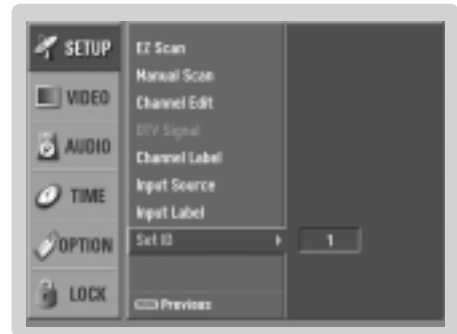 SETUP
VIDEO
AUDIO
TIME
OPTION
LOCK
EZ Scan
Manual Scan
Channel Edit
DTV Signal
Channel Label
Input Source
Input Label
Set ID
1
Previous